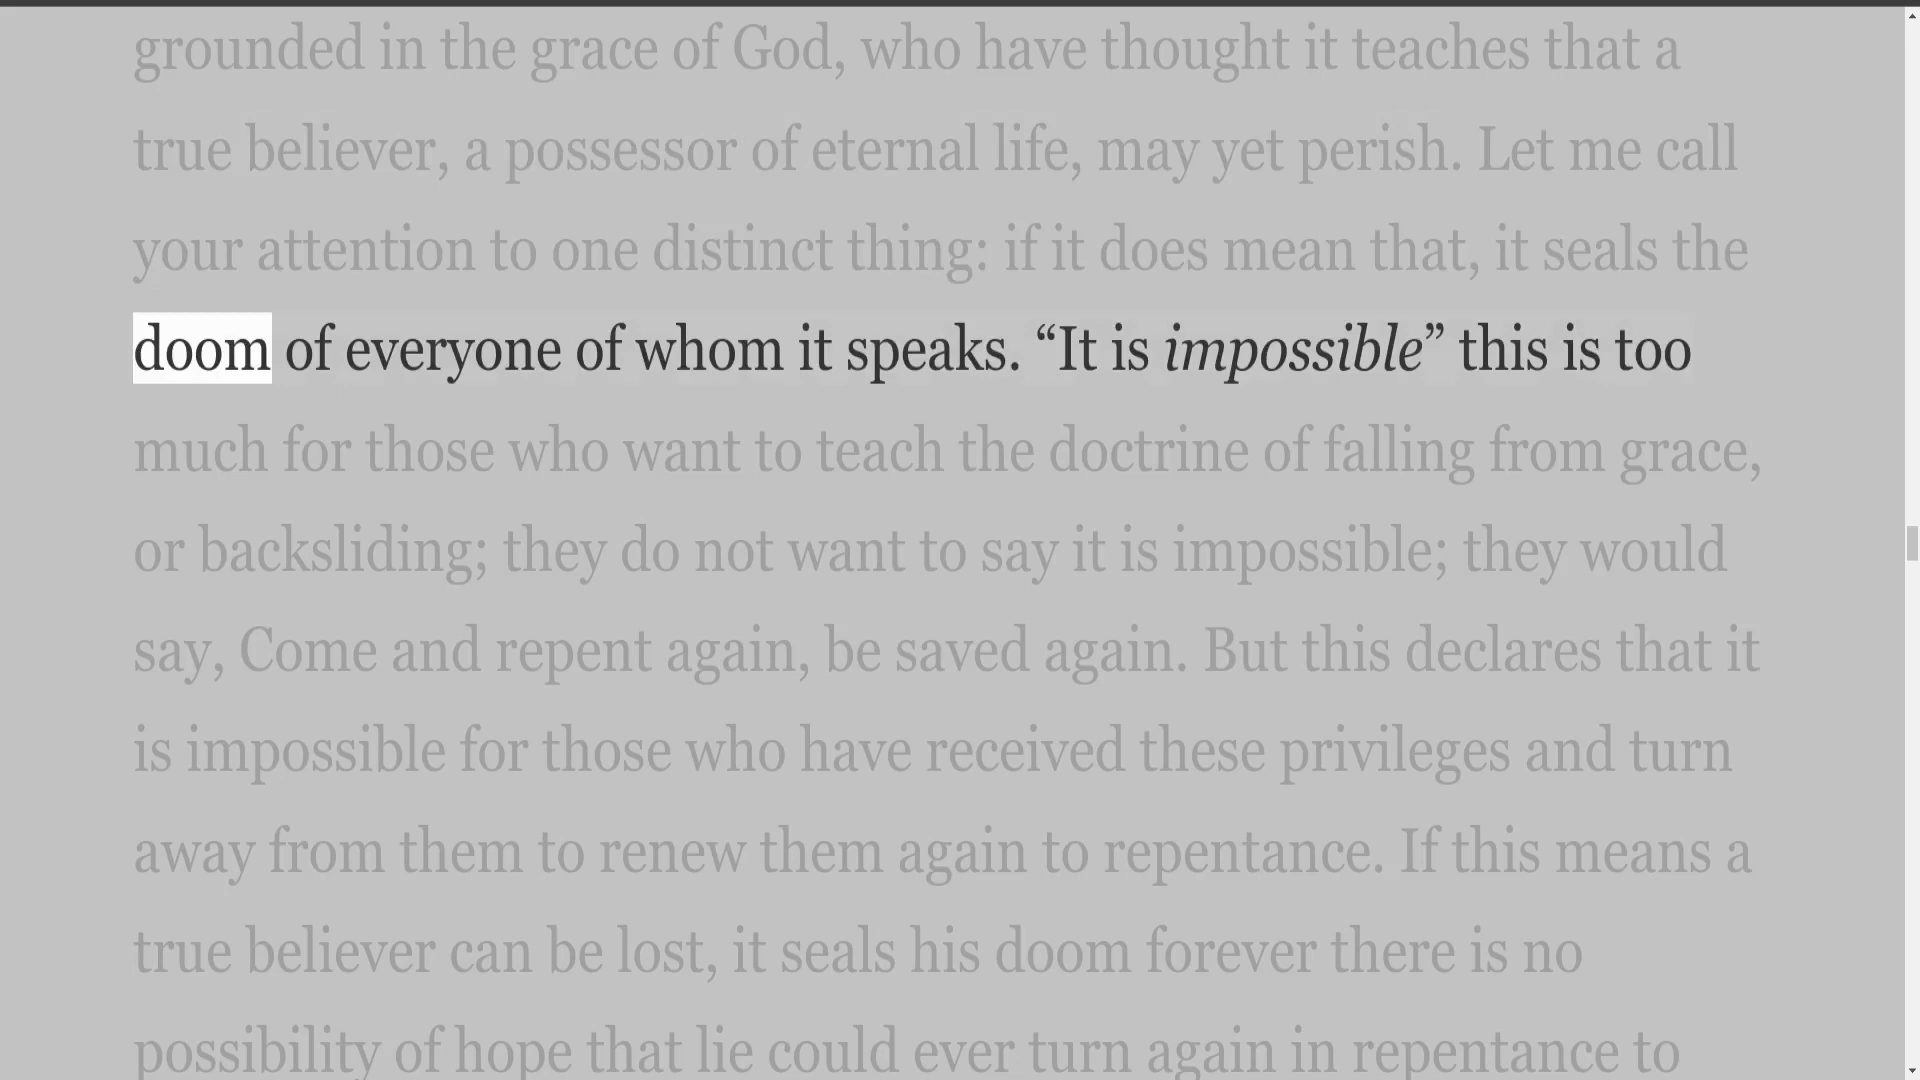 grounded in the grace of God, who have thought it teaches that a
true believer, a possessor of eternal life, may yet perish. Let me call
your attention to one distinct thing: if it does mean that, it seals the
doom of everyone of whom it speaks. “It is impossible” this is too
much for those who want to teach the doctrine of falling from grace,
or backsliding; they do not want to say it is impossible; they would
say, Come and repent again, be saved again. But this declares that it
is impossible for those who have received these privileges and turn
away from them to renew them again to repentance. If this means a
true believer can be lost, it seals his doom forever there is no
possibility of hope that lie could ever turn again in repentance to